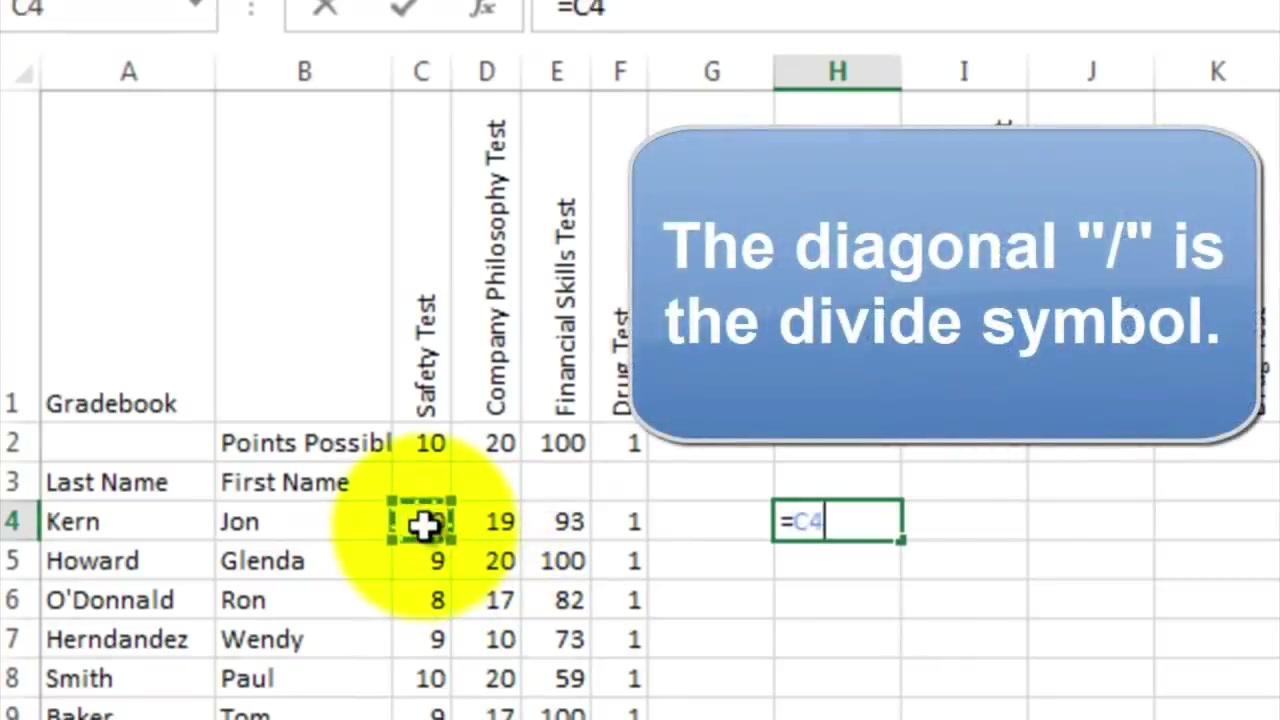 C4 =C4
A B C D E F G H I J K
The diagonal "/" is
the divide symbol.
1 Gradebook Safety Test Company Philosophy Test Financial Skills Test Drug Test
2 Points Possibl 10 20 100 1
3 Last Name First Name
4 Kern Jon 19 93 1 =C4
5 Howard Glenda 9 20 100 1
6 O'Donnald Ron 8 17 82 1
7 Herndandez Wendy 9 10 73 1
8 Smith Paul 10 20 59 1
9 Baker Tom 9 17 100 1